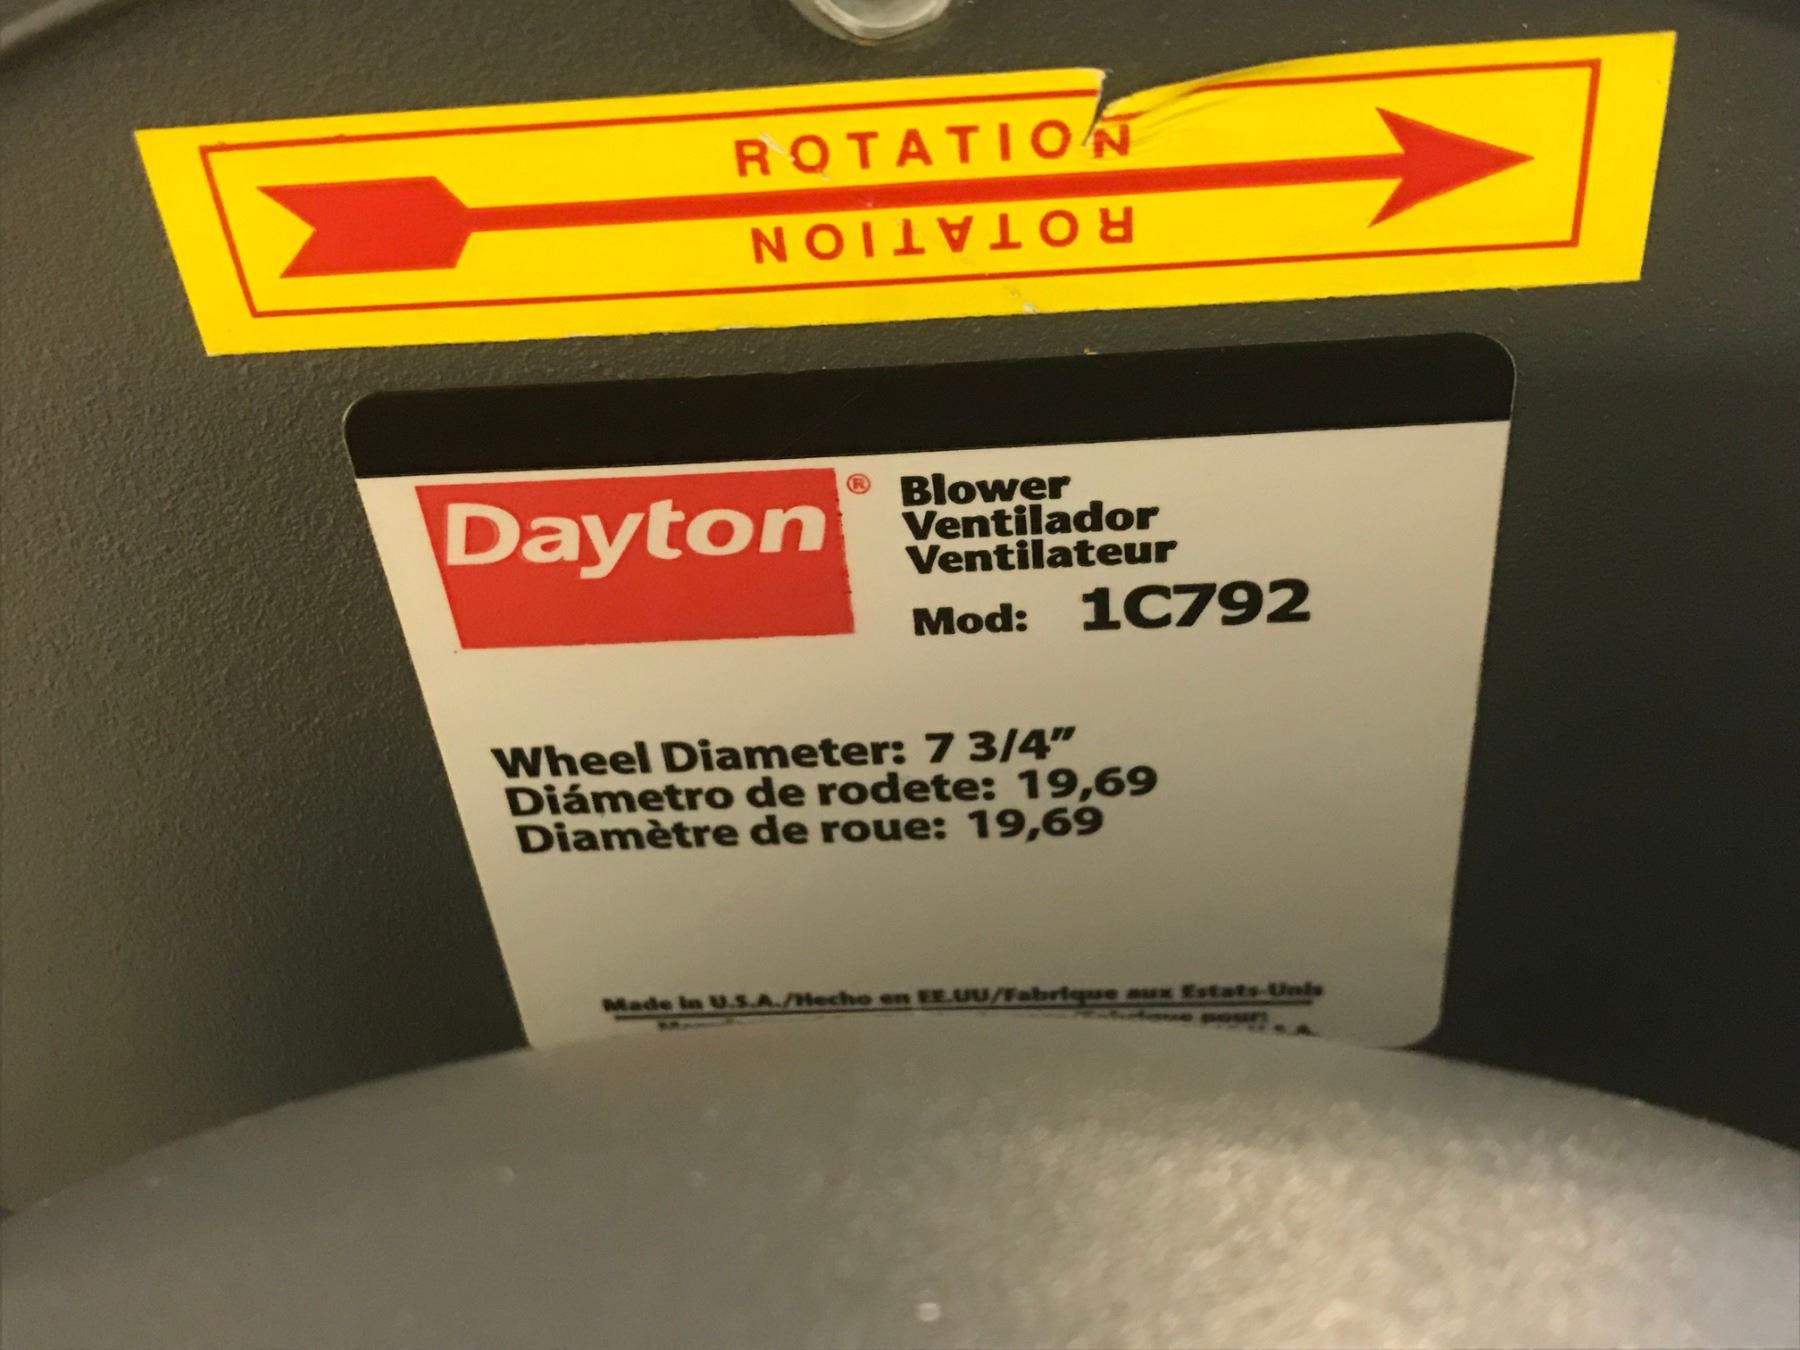 ROTATION
ROTATION
Dayton®
Blower
Ventilador
Ventilateur
Mod: 1C792
Wheel Diameter: 7 3/4"
Diámetro de rodete: 19,69
Diamètre de roue: 19,69
Made in U.S.A./Hecho en EE.UU/Fabrique aux Estats-Unis
pour:
U.S.A.